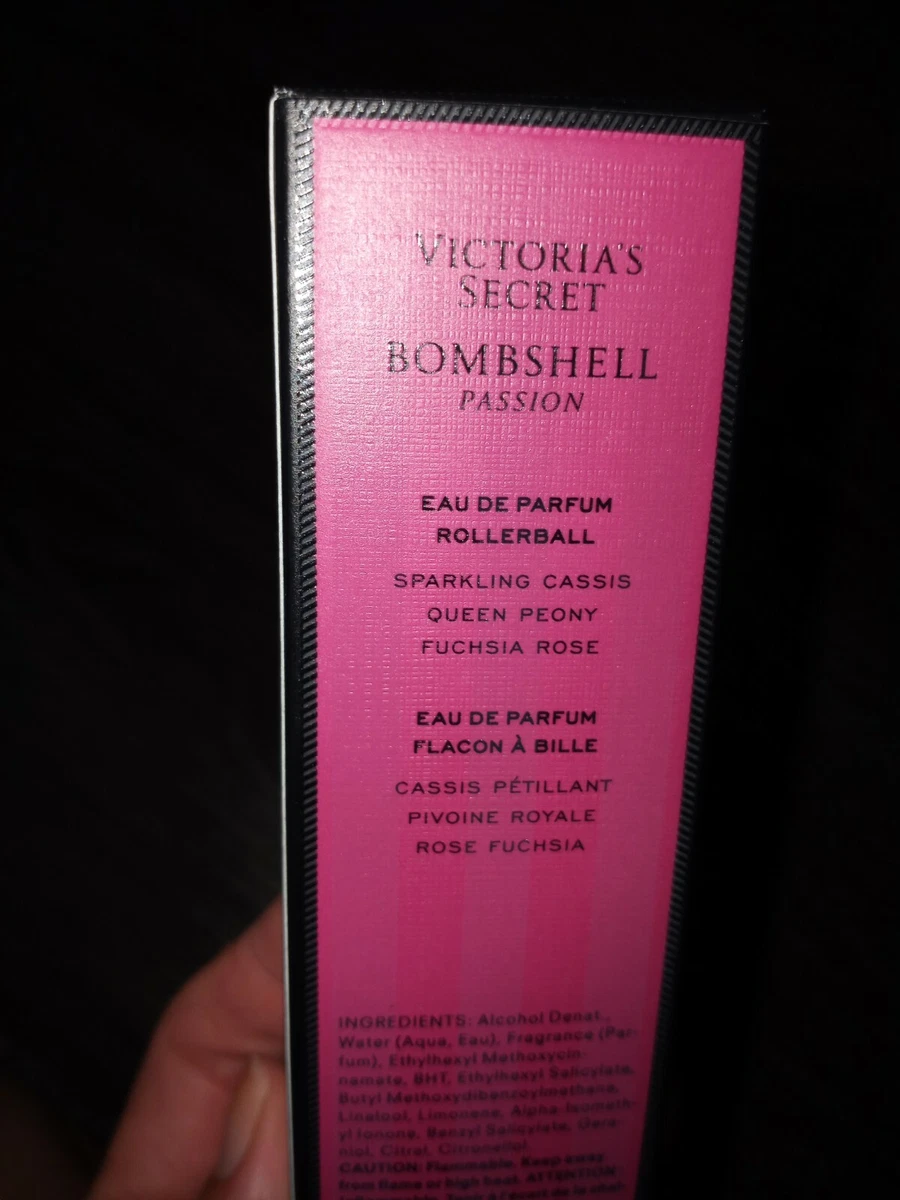 VICTORIA'S
SECRET
BOMBSHELL
PASSION
EAU DE PARFUM
ROLLERBALL
SPARKLING CASSIS
QUEEN PEONY
FUCHSIA ROSE
EAU DE PARFUM
FLACON À BILLE
CASSIS PÉTILLANT
PIVOINE ROYALE
ROSE FUCHSIA
INGREDIENTS: Alcohol Denat.,
Water (Aqua, Eau), Fragrance (Par-
fum), Ethylhexyl Methoxycin-
namate, BHT, Ethylhexyl Salicylate,
Butyl Methoxydibenzoylmethane,
Linalool, Limonene, Alpha-Isometh-
yl Ionone, Benzyl Salicylate, Gera-
niol, Citral, Citronellol.
CAUTION: Flammable. Keep away
from flame or high heat. ATTENTION: